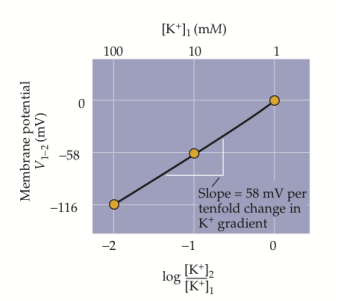 [K⁺]₁ (mM)
100 10 1
Membrane potential
V₁₋₂ (mV)
0
–58
–116
Slope = 58 mV per
tenfold change in
K⁺ gradient
–2 –1 0
log [K⁺]₂
[K⁺]₁